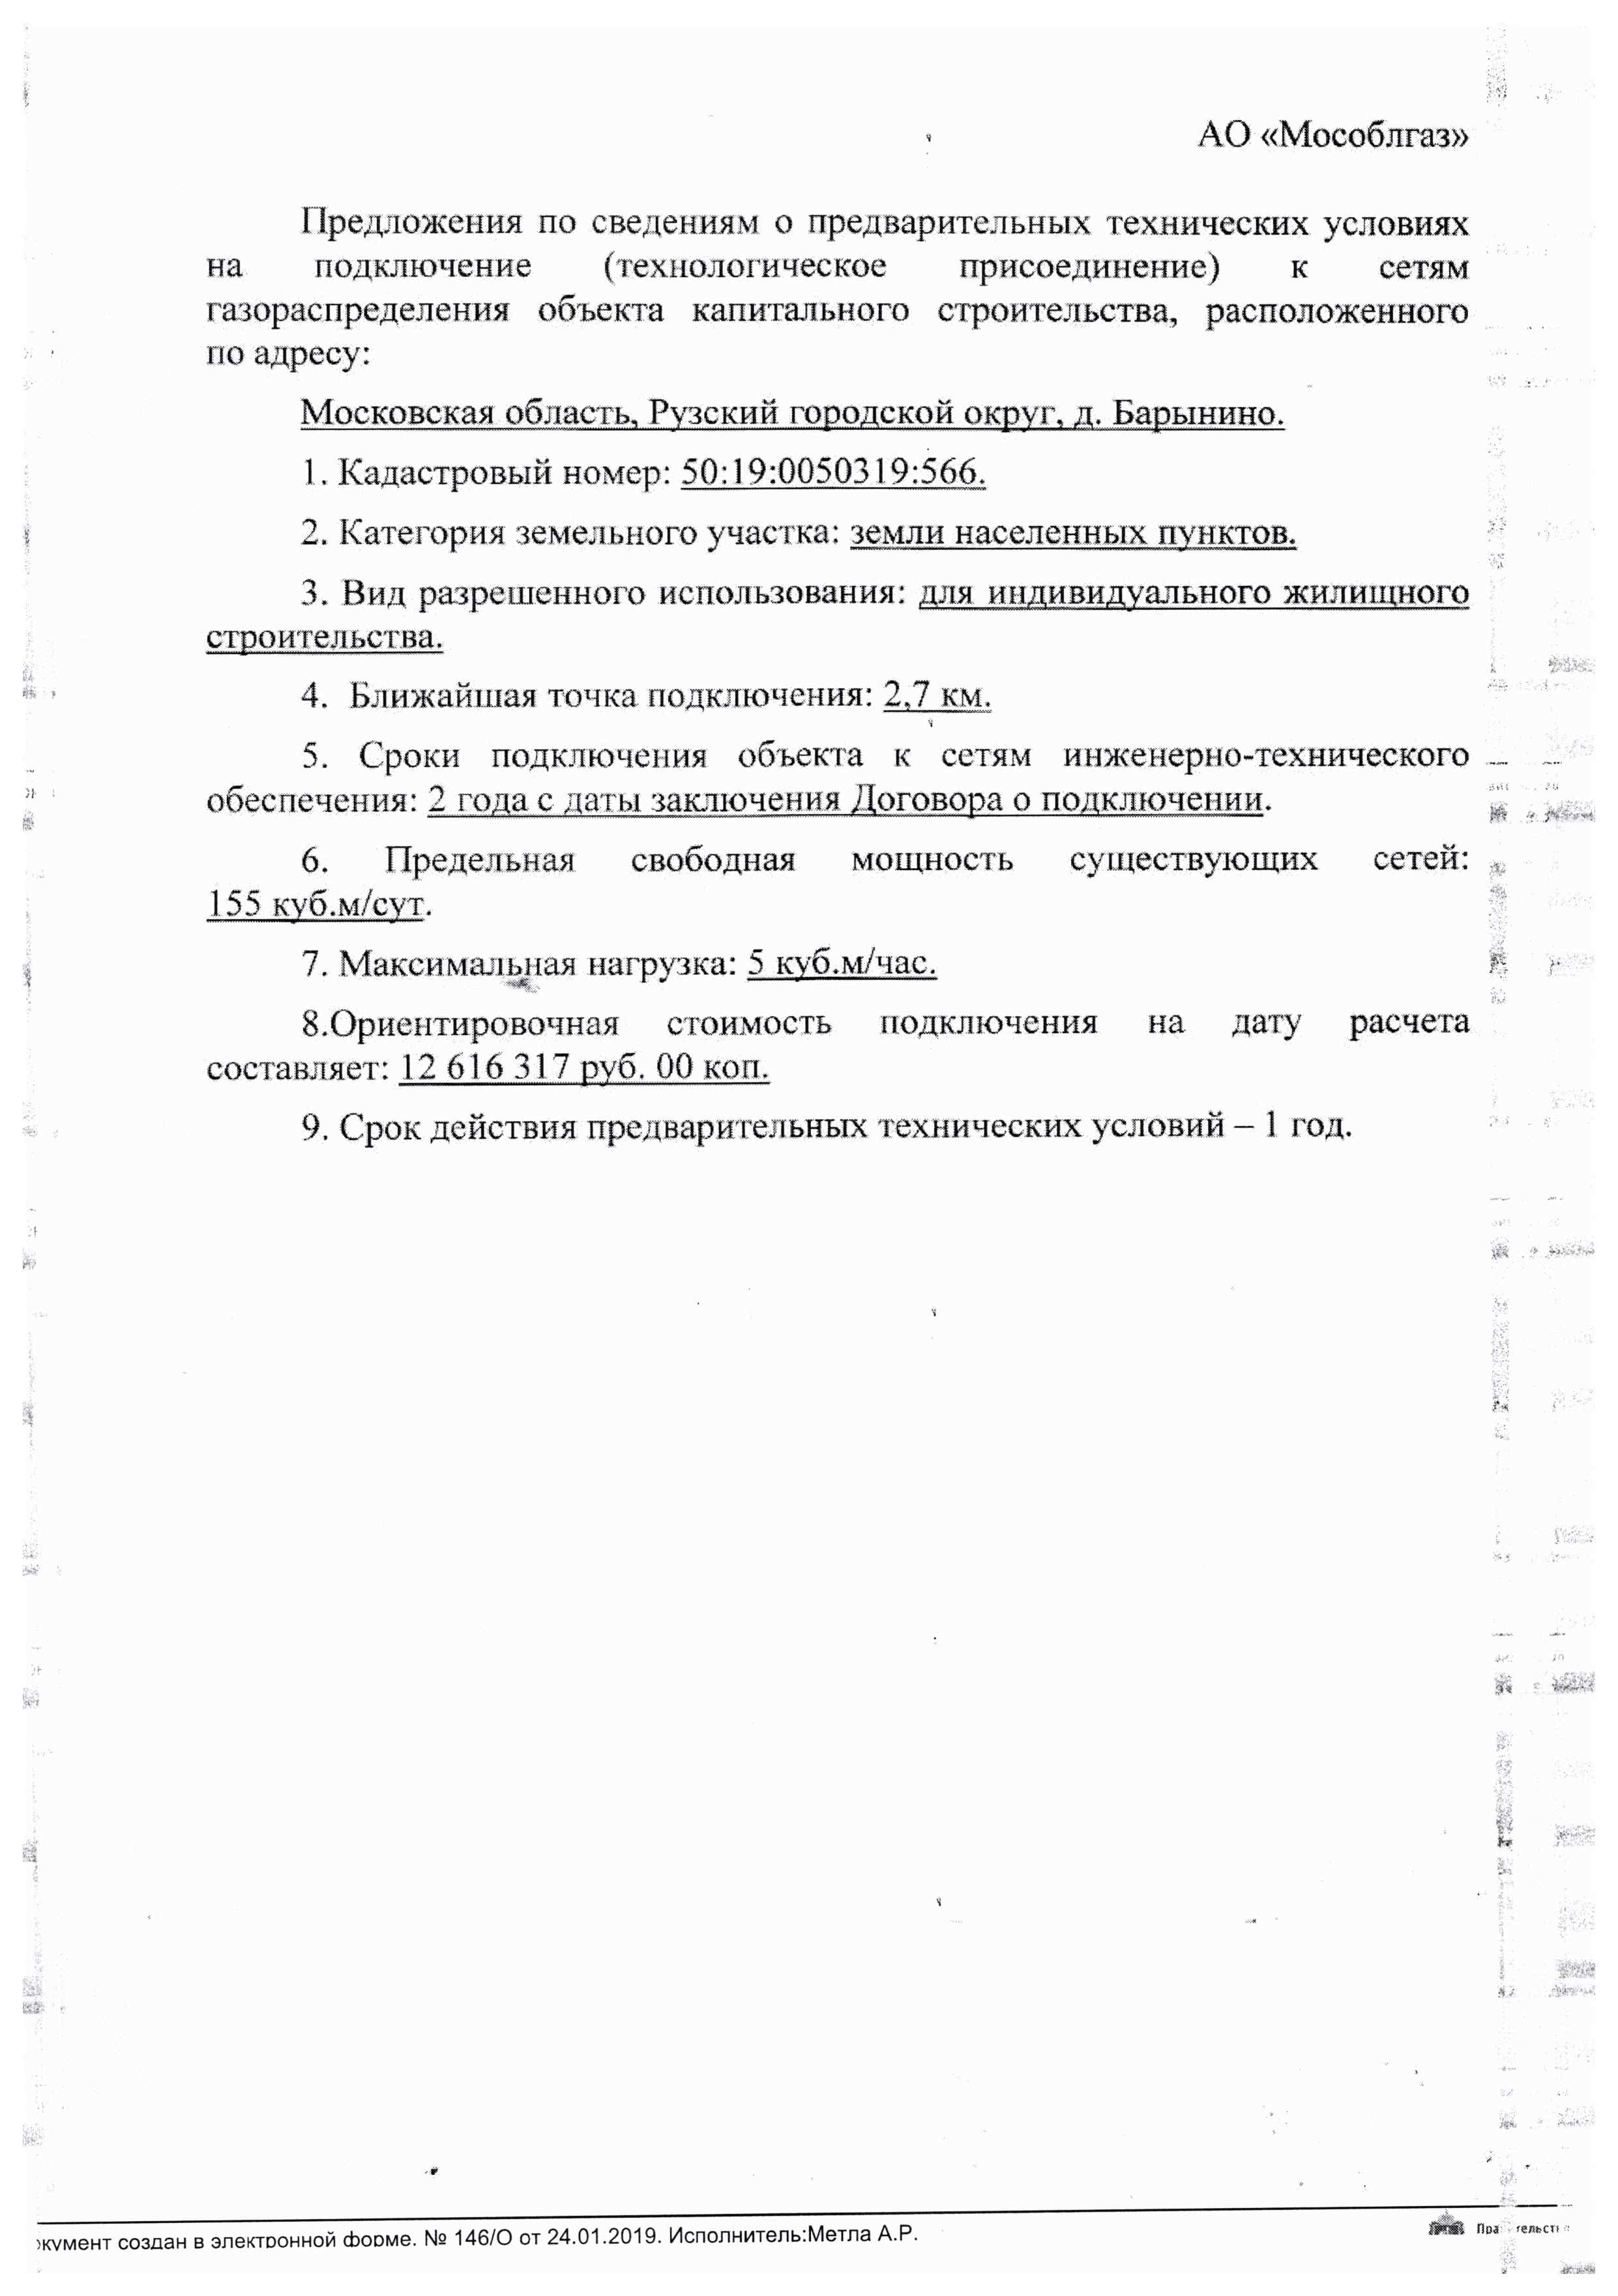 АО «Мособлгаз»
Предложения по сведениям о предварительных технических условиях
на подключение (технологическое присоединение) к сетям
газораспределения объекта капитального строительства, расположенного
по адресу:
Московская область, Рузский городской округ, д. Барынино.
1. Кадастровый номер: 50:19:0050319:566.
2. Категория земельного участка: земли населенных пунктов.
3. Вид разрешенного использования: для индивидуального жилищного
строительства.
4. Ближайшая точка подключения: 2,7 км.
5. Сроки подключения объекта к сетям инженерно-технического
обеспечения: 2 года с даты заключения Договора о подключении.
6. Предельная свободная мощность существующих сетей:
155 куб.м/сут.
7. Максимальная нагрузка: 5 куб.м/час.
8.Ориентировочная стоимость подключения на дату расчета
составляет: 12 616 317 руб. 00 коп.
9. Срок действия предварительных технических условий – 1 год.
окумент создан в электронной форме. № 146/О от 24.01.2019. Исполнитель:Метла А.Р.